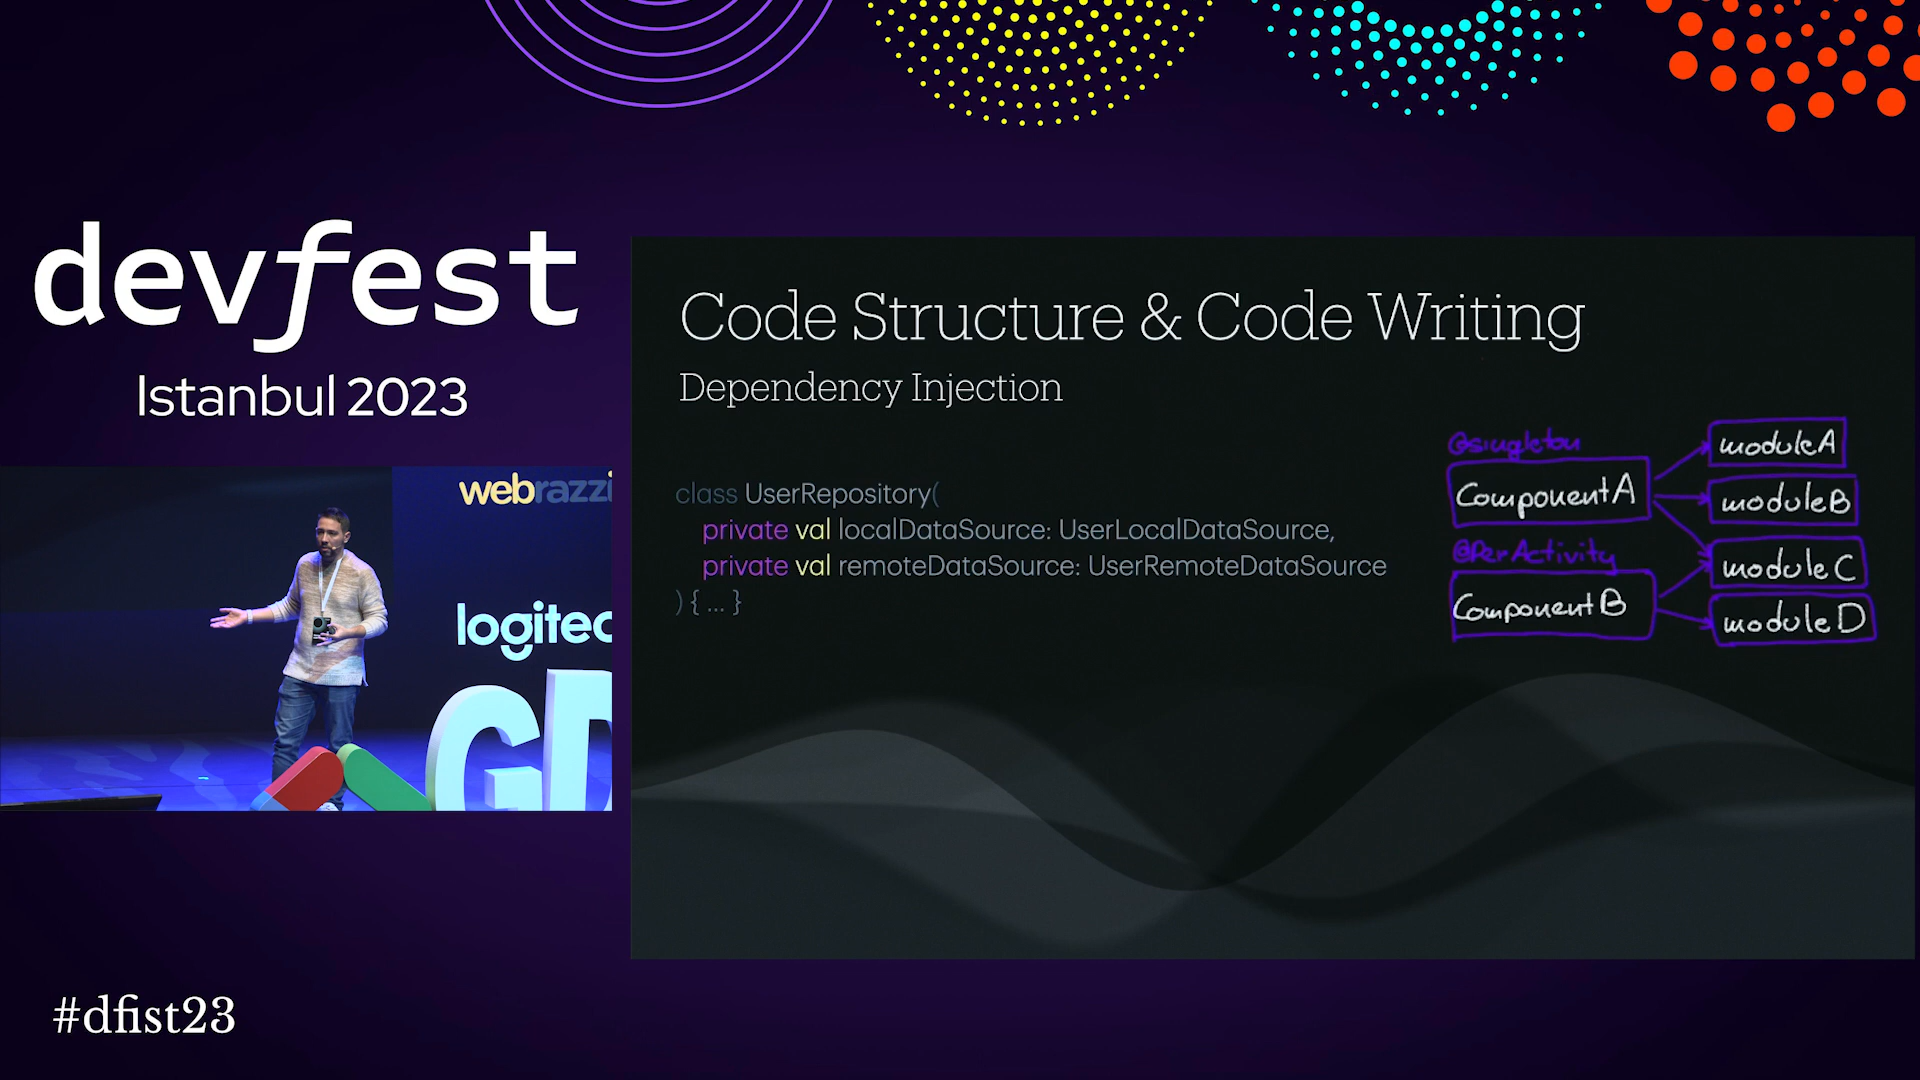 devfest
Istanbul 2023
webrazzi
logitec
GD
#dfist23
Code Structure & Code Writing
Dependency Injection
class UserRepository(
private val localDataSource: UserLocalDataSource,
private val remoteDataSource: UserRemoteDataSource
) { ... }
@singleton
ComponentA
@PerActivity
ComponentB
moduleA
moduleB
moduleC
moduleD